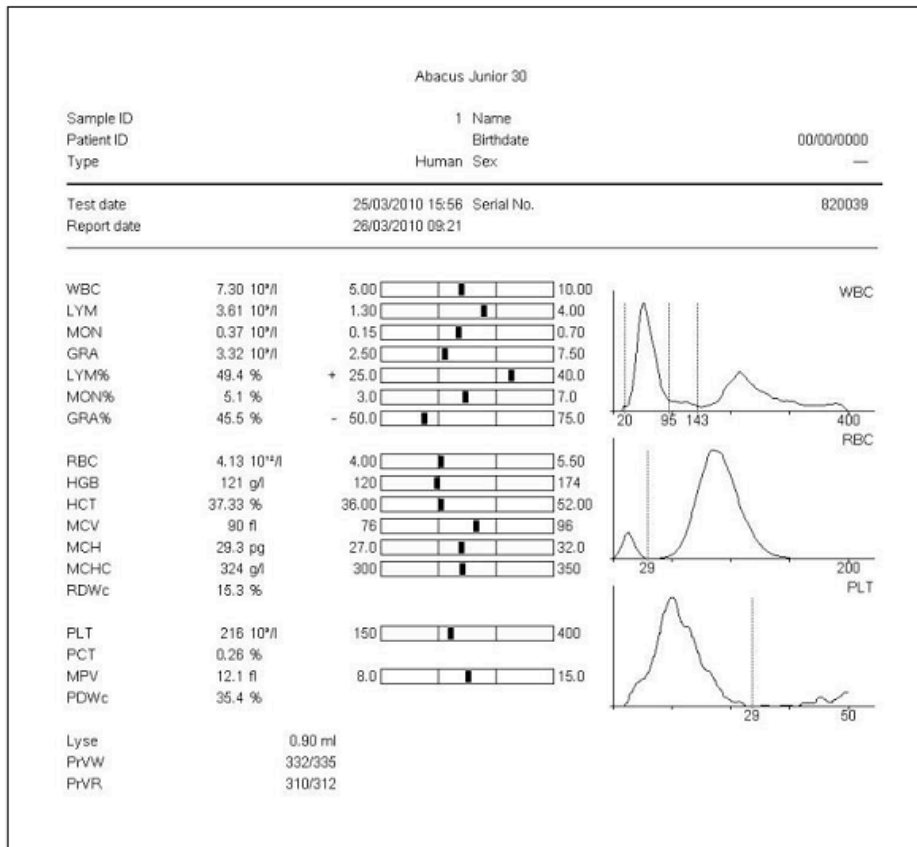 Abacus Junior 30
Sample ID 1 Name
Patient ID Birthdate 00/00/0000
Type Human Sex —
Test date 25/03/2010 15:56 Serial No. 820039
Report date 26/03/2010 09:21
WBC 7.30 10⁹/l 5.00 10.00
LYM 3.61 10⁹/l 1.30 4.00
MON 0.37 10⁹/l 0.15 0.70
GRA 3.32 10⁹/l 2.50 7.50
LYM% 49.4 % + 25.0 40.0
MON% 5.1 % 3.0 7.0
GRA% 45.5 % - 50.0 75.0
WBC
20 95 143 400
RBC 4.13 10¹²/l 4.00 5.50
HGB 121 g/l 120 174
HCT 37.33 % 36.00 52.00
MCV 90 fl 76 96
MCH 29.3 pg 27.0 32.0
MCHC 324 g/l 300 350
RDWc 15.3 %
RBC
29 200
PLT 216 10⁹/l 150 400
PCT 0.26 %
MPV 12.1 fl 8.0 15.0
PDWc 35.4 %
PLT
29 50
Lyse 0.90 ml
PrVW 332/335
PrVR 310/312